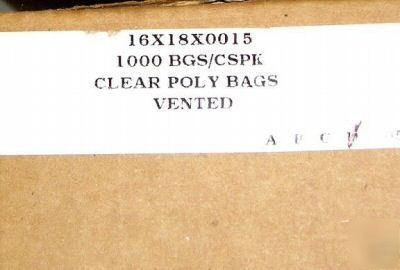 16X18X0015
1000 BGS/CSPK
CLEAR POLY BAGS
VENTED
A B C